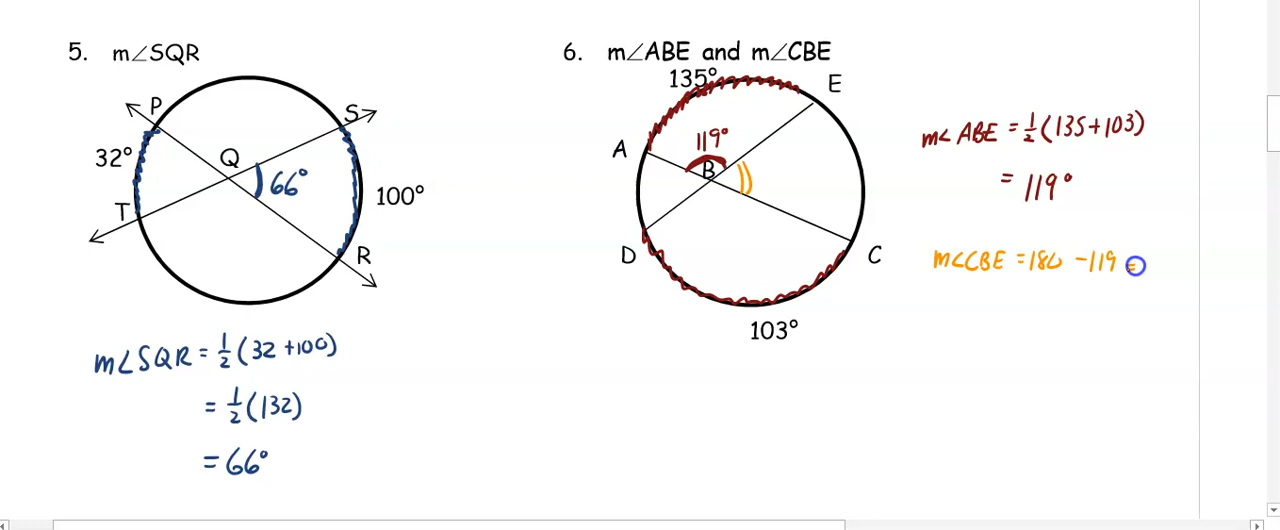 5. m∠SQR
P
S
32°
Q
66°
100°
T
R
m∠SQR = 1/2(32 + 100)
= 1/2(132)
= 66°
6. m∠ABE and m∠CBE
135°
E
A
119°
B
D
C
103°
m∠ABE = 1/2(135+103)
= 119°
m∠CBE = 180 - 119 =